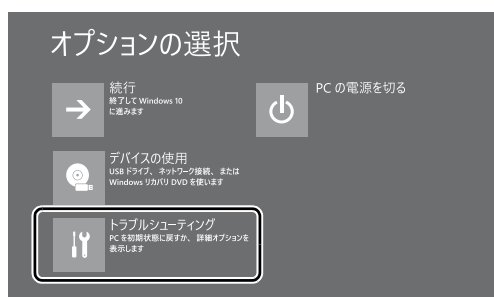 オプションの選択
続行
終了して Windows 10
に進みます
PC の電源を切る
デバイスの使用
USB ドライブ、ネットワーク接続、または
Windows リカバリ DVD を使います
トラブルシューティング
PC を初期状態に戻すか、詳細オプションを
表示します